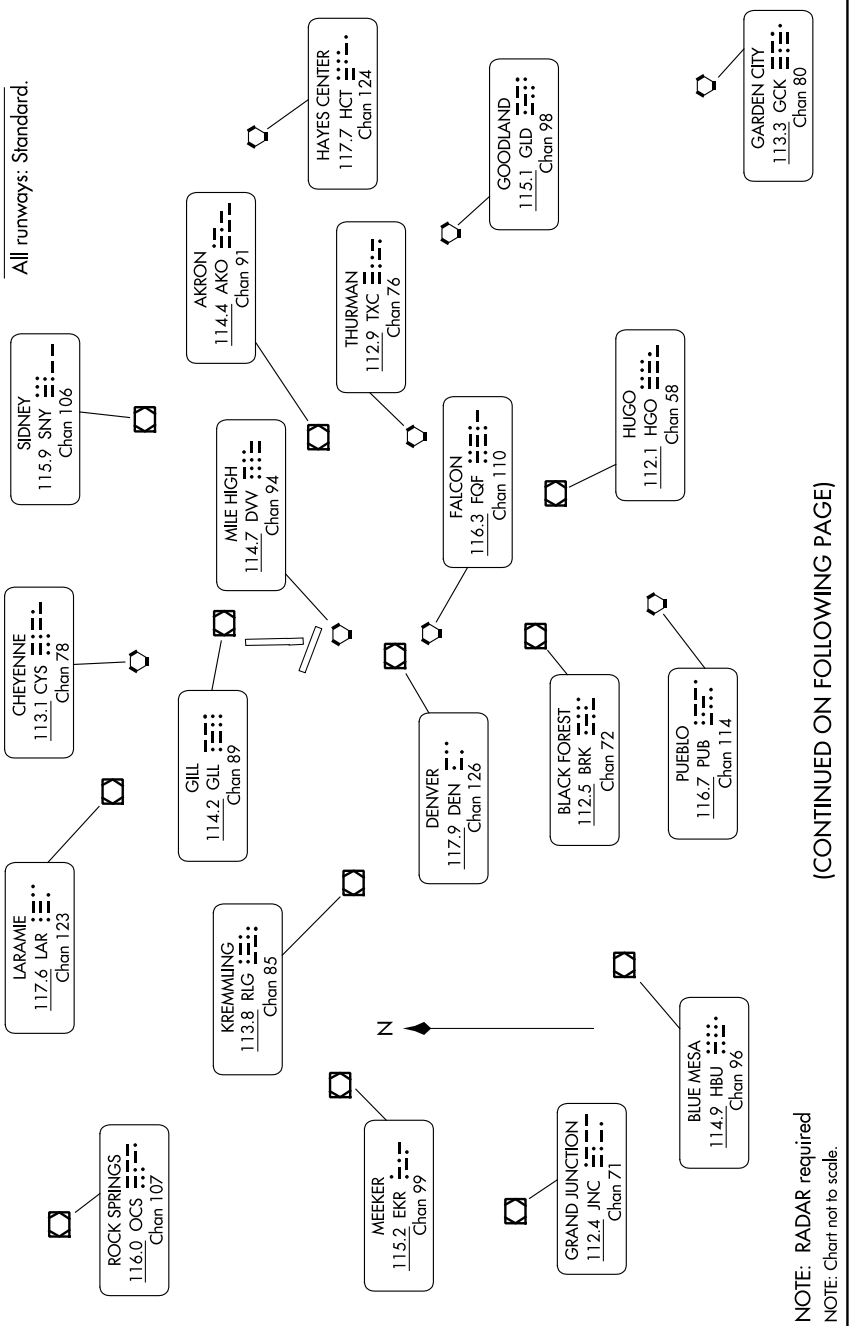 All runways: Standard.
SIDNEY
115.9 SNY
Chan 106
CHEYENNE
113.1 CYS
Chan 78
LARAMIE
117.6 LAR
Chan 123
ROCK SPRINGS
116.0 OCS
Chan 107
HAYES CENTER
117.7 HCT
Chan 124
AKRON
114.4 AKO
Chan 91
MILE HIGH
114.7 DVV
Chan 94
GILL
114.2 GLL
Chan 89
KREMMLING
113.8 RLG
Chan 85
N
THURMAN
112.9 TXC
Chan 76
GOODLAND
115.1 GLD
Chan 98
FALCON
116.3 FQF
Chan 110
DENVER
117.9 DEN
Chan 126
MEEKER
115.2 EKR
Chan 99
GRAND JUNCTION
112.4 JNC
Chan 71
BLACK FOREST
112.5 BRK
Chan 72
HUGO
112.1 HGO
Chan 58
PUEBLO
116.7 PUB
Chan 114
BLUE MESA
114.9 HBU
Chan 96
GARDEN CITY
113.3 GCK
Chan 80
NOTE: RADAR required
NOTE: Chart not to scale.
(CONTINUED ON FOLLOWING PAGE)